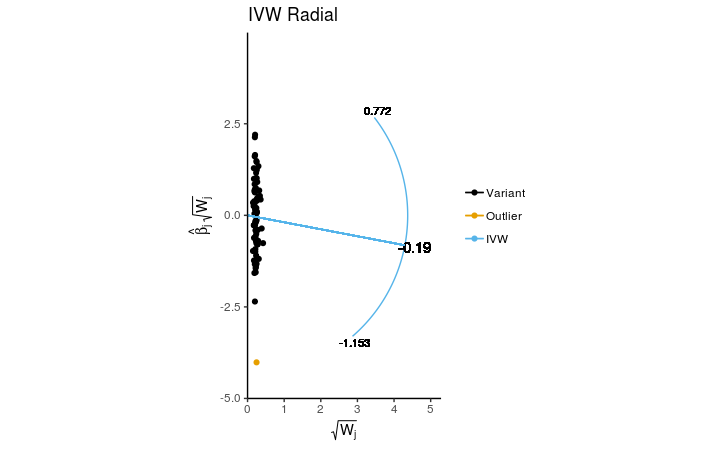 IVW Radial
0.772
2.5
Variant
Outlier
IVW
0.0
β̂j√Wj
-0.19
-2.5
-1.153
-5.0
0 1 2 3 4 5
√Wj